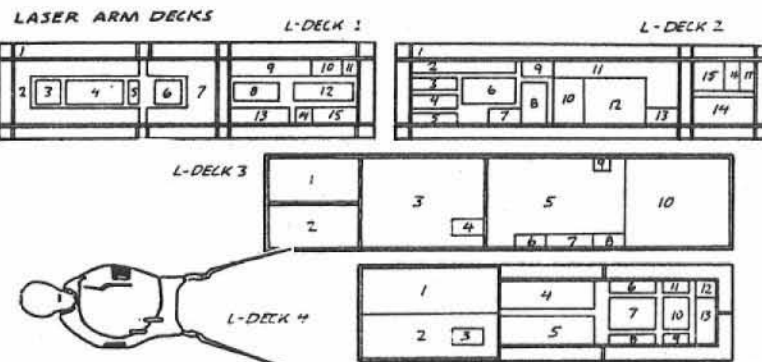 LASER ARM DECKS
L-DECK 1
1
9 10 11
2 3 4 5 6 7 8 12
13 14 15
L-DECK 2
1
2 9 11
3 6 15 11
4 8 10 12 14
5 7 13
L-DECK 3
9
1 3 5 10
2 4
6 7 8
L-DECK 4
6 11 12
1 4
7 10 13
2 3 5
8 9